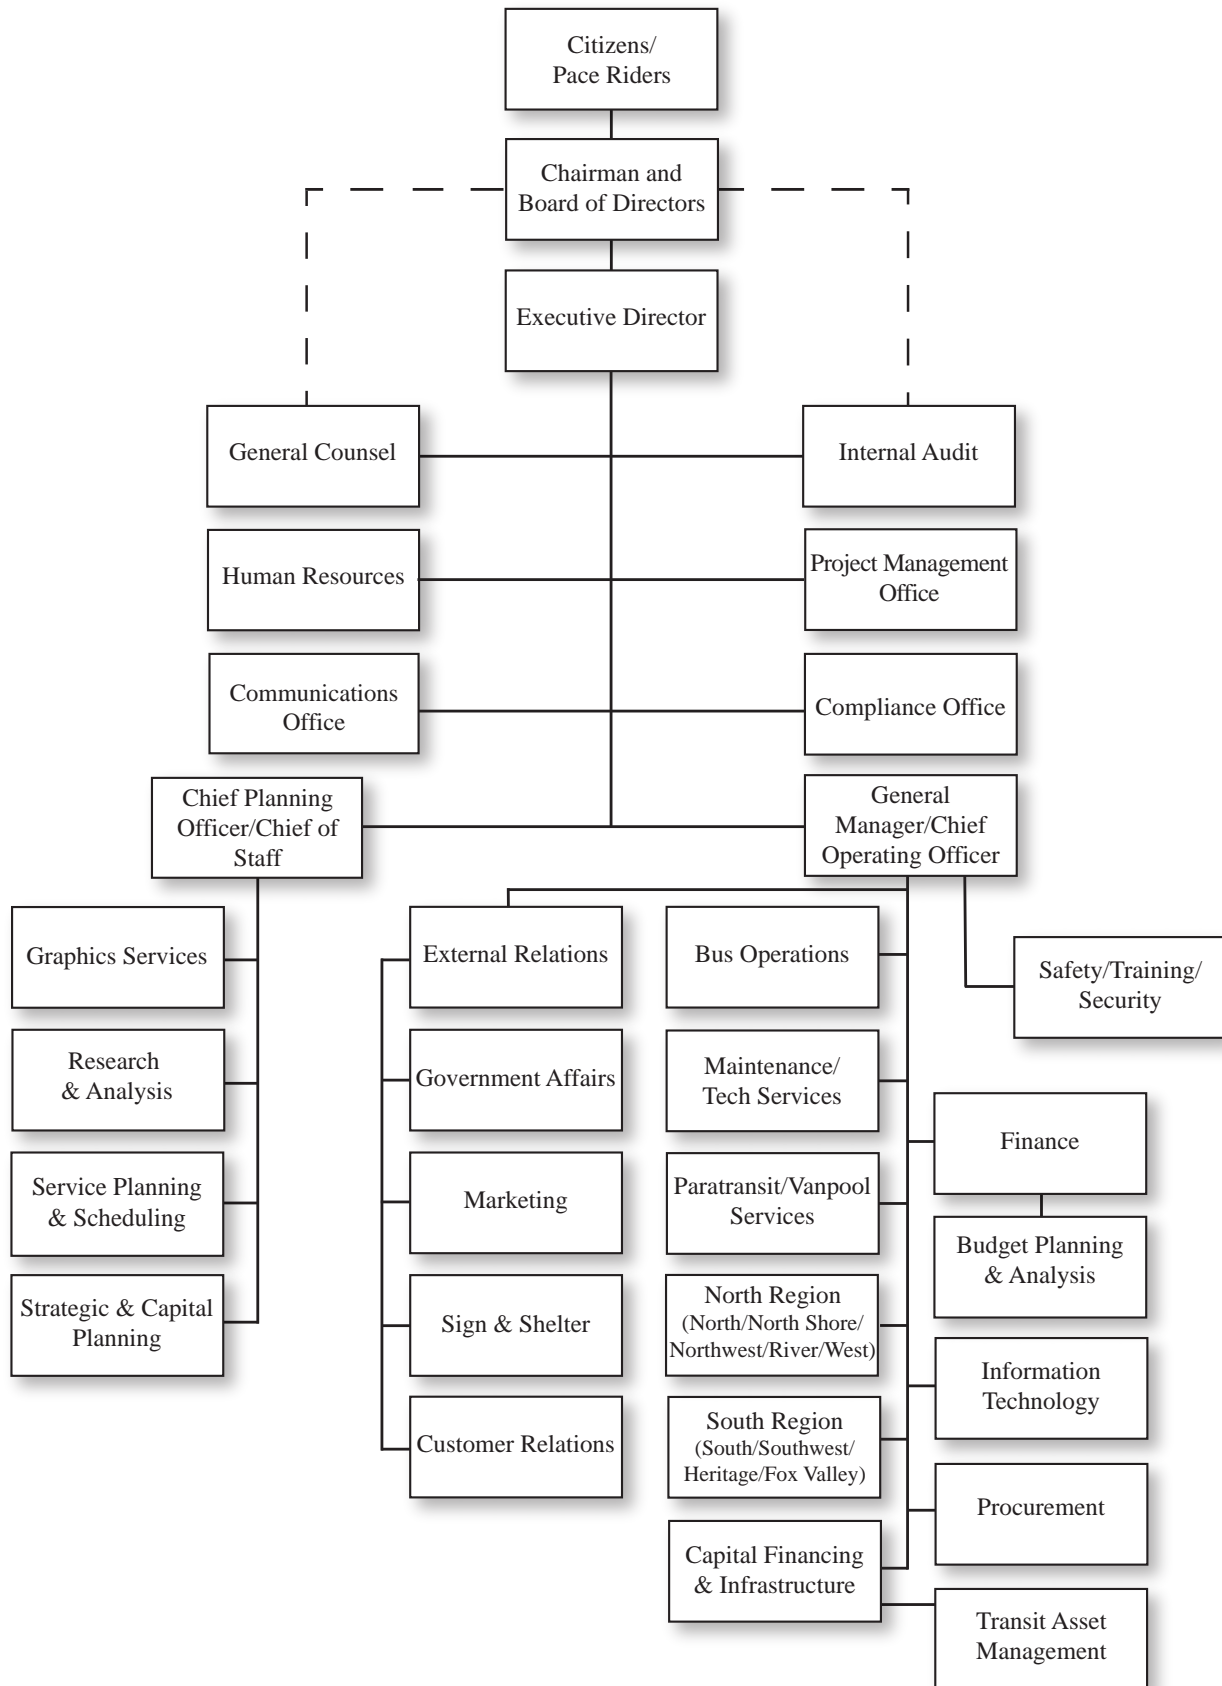 Citizens/
Pace Riders
Chairman and
Board of Directors
Executive Director
General Counsel
Internal Audit
Human Resources
Project Management
Office
Communications
Office
Compliance Office
Chief Planning
Officer/Chief of
Staff
General
Manager/Chief
Operating Officer
Graphics Services
External Relations
Bus Operations
Safety/Training/
Security
Research
& Analysis
Government Affairs
Maintenance/
Tech Services
Finance
Service Planning
& Scheduling
Marketing
Paratransit/Vanpool
Services
Budget Planning
& Analysis
Strategic & Capital
Planning
Sign & Shelter
North Region
(North/North Shore/
Northwest/River/West)
Information
Technology
Customer Relations
South Region
(South/Southwest/
Heritage/Fox Valley)
Procurement
Capital Financing
& Infrastructure
Transit Asset
Management